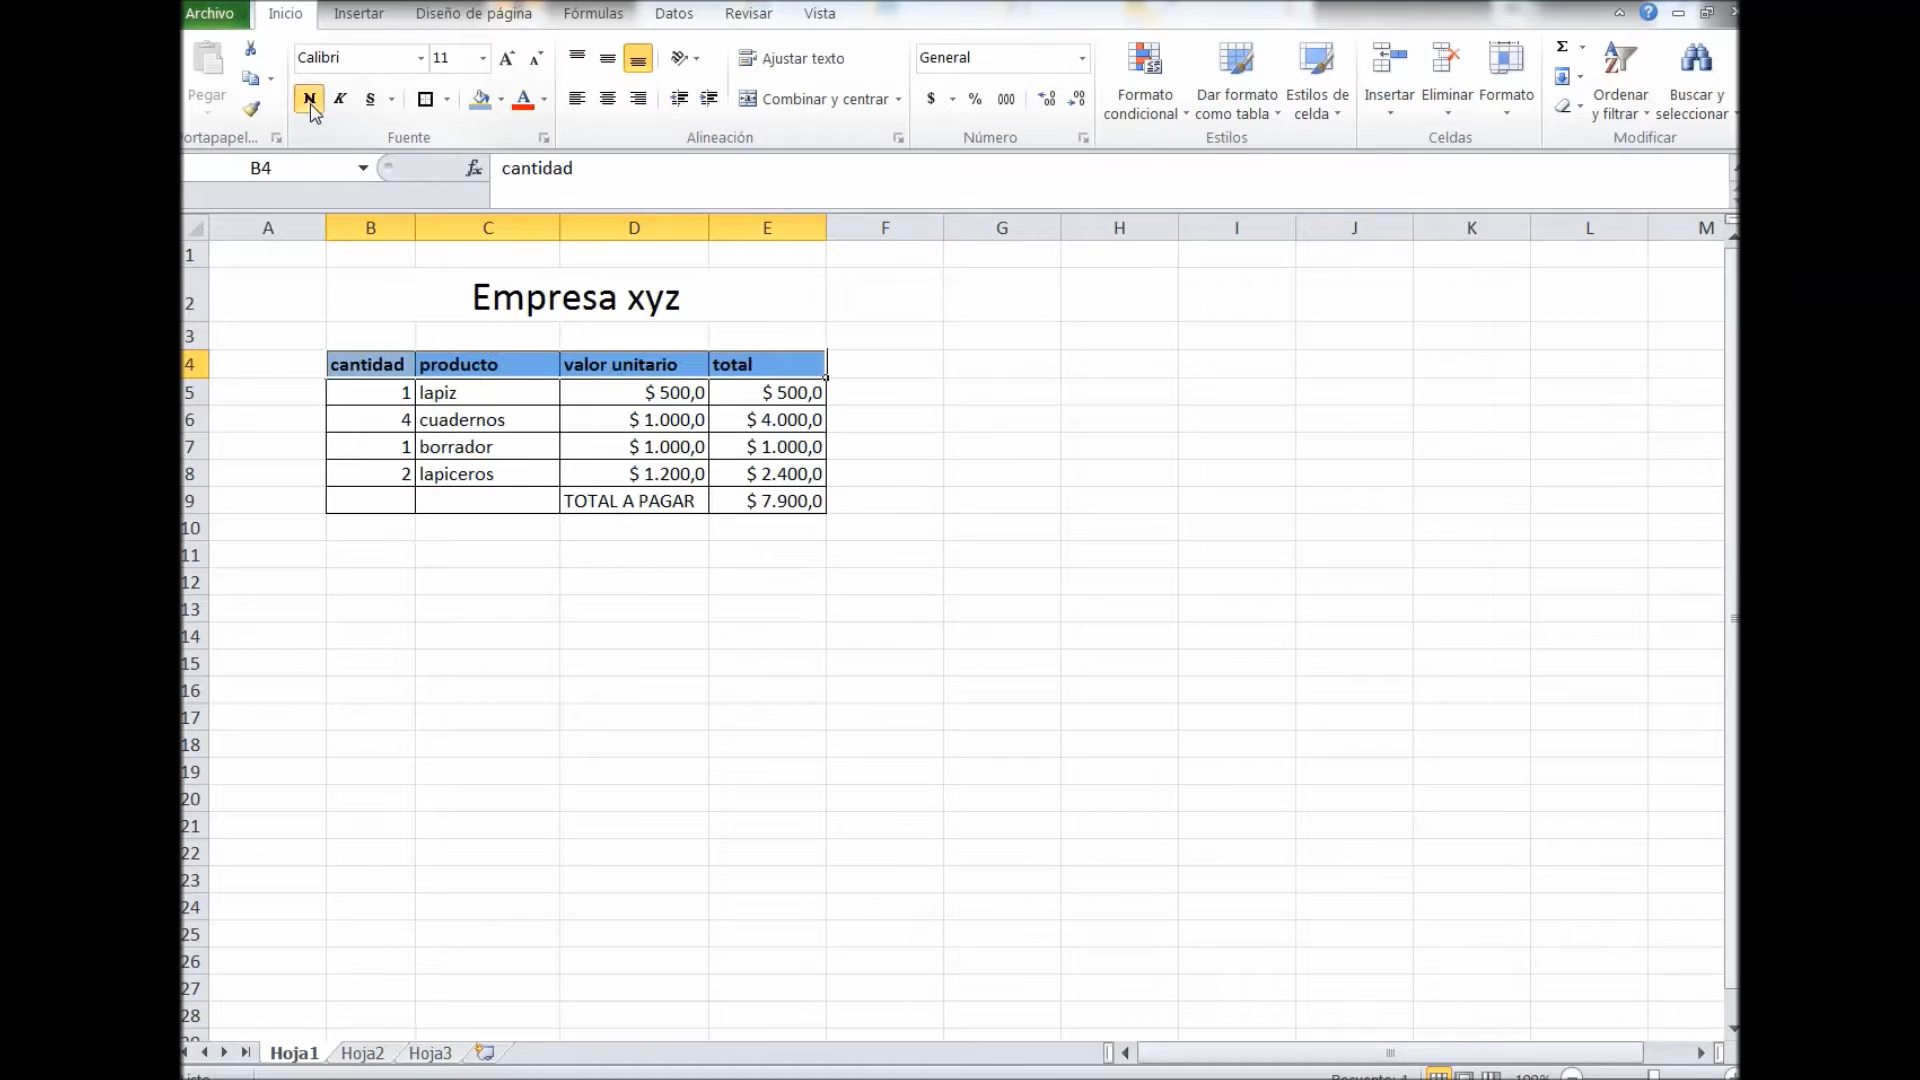 Archivo Inicio Insertar Diseño de página Fórmulas Datos Revisar Vista
Calibri 11 Ajustar texto General
Pegar N K S A Combinar y centrar $ % 000 Formato condicional Dar formato como tabla Estilos de celda Insertar Eliminar Formato Σ Ordenar y filtrar Buscar y seleccionar
Fuente Alineación Número Estilos Celdas Modificar
B4 fx cantidad
A B C D E F G H I J K L M
1
2 Empresa xyz
3
4 cantidad producto valor unitario total
5 1 lapiz $ 500,0 $ 500,0
6 4 cuadernos $ 1.000,0 $ 4.000,0
7 1 borrador $ 1.000,0 $ 1.000,0
8 2 lapiceros $ 1.200,0 $ 2.400,0
9 TOTAL A PAGAR $ 7.900,0
10
11
12
13
14
15
16
17
18
19
20
21
22
23
24
25
26
27
28
Hoja1 Hoja2 Hoja3